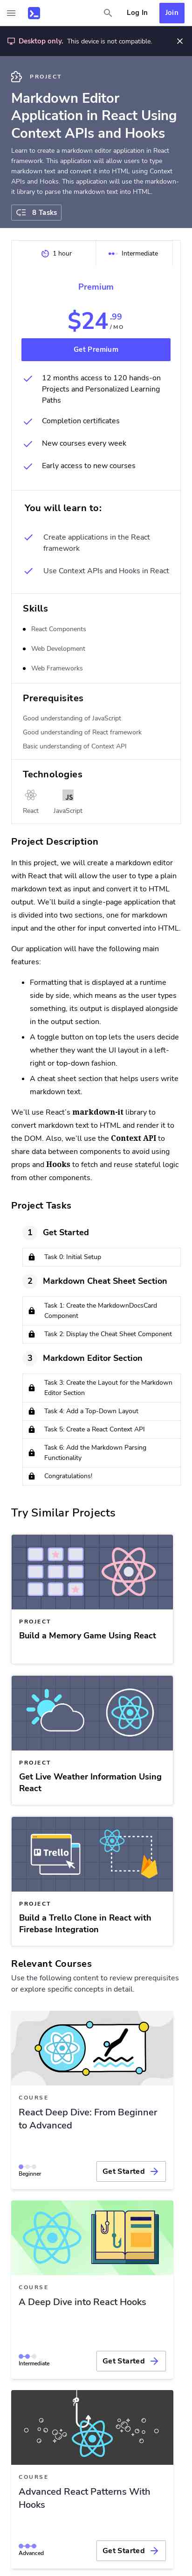 Log In
Join
Desktop only. This device is not compatible.
PROJECT
Markdown Editor
Application in React Using
Context APIs and Hooks
Learn to create a markdown editor application in React
framework. This application will allow users to type
markdown text and convert it into HTML using Context
APIs and Hooks. This application will use the markdown-
it library to parse the markdown text into HTML.
8 Tasks
1 hour
Intermediate
Premium
$24.99
/MO
Get Premium
12 months access to 120 hands-on
Projects and Personalized Learning
Paths
Completion certificates
New courses every week
Early access to new courses
You will learn to:
Create applications in the React
framework
Use Context APIs and Hooks in React
Skills
React Components
Web Development
Web Frameworks
Prerequisites
Good understanding of JavaScript
Good understanding of React framework
Basic understanding of Context API
Technologies
JS
React
JavaScript
Project Description
In this project, we will create a markdown editor
with React that will allow the user to type a plain
markdown text as input and convert it to HTML
output. We'll build a single-page application that
is divided into two sections, one for markdown
input and the other for input converted into HTML.
Our application will have the following main
features:
Formatting that is displayed at a runtime
side by side, which means as the user types
something, its output is displayed alongside
in the output section.
A toggle button on top lets the users decide
whether they would want UI layout in a left-
right or top-down fashion.
A cheat sheet section that helps users write
markdown text.
We'll use React's markdown-it library to
convert markdown text to HTML and render it to
the DOM. Also, we'll use the Context API to
share data between components to avoid using
props and Hooks to fetch and reuse stateful logic
from other components.
Project Tasks
1 Get Started
Task 0: Initial Setup
2 Markdown Cheat Sheet Section
Task 1: Create the MarkdownDocsCard
Component
Task 2: Display the Cheat Sheet Component
3 Markdown Editor Section
Task 3: Create the Layout for the Markdown
Editor Section
Task 4: Add a Top-Down Layout
Task 5: Create a React Context API
Task 6: Add the Markdown Parsing
Functionality
Congratulations!
Try Similar Projects
PROJECT
Build a Memory Game Using React
PROJECT
Get Live Weather Information Using
React
Trello
PROJECT
Build a Trello Clone in React with
Firebase Integration
Relevant Courses
Use the following content to review prerequisites
or explore specific concepts in detail.
COURSE
React Deep Dive: From Beginner
to Advanced
Beginner
Get Started
COURSE
A Deep Dive into React Hooks
Intermediate
Get Started
COURSE
Advanced React Patterns With
Hooks
Advanced
Get Started